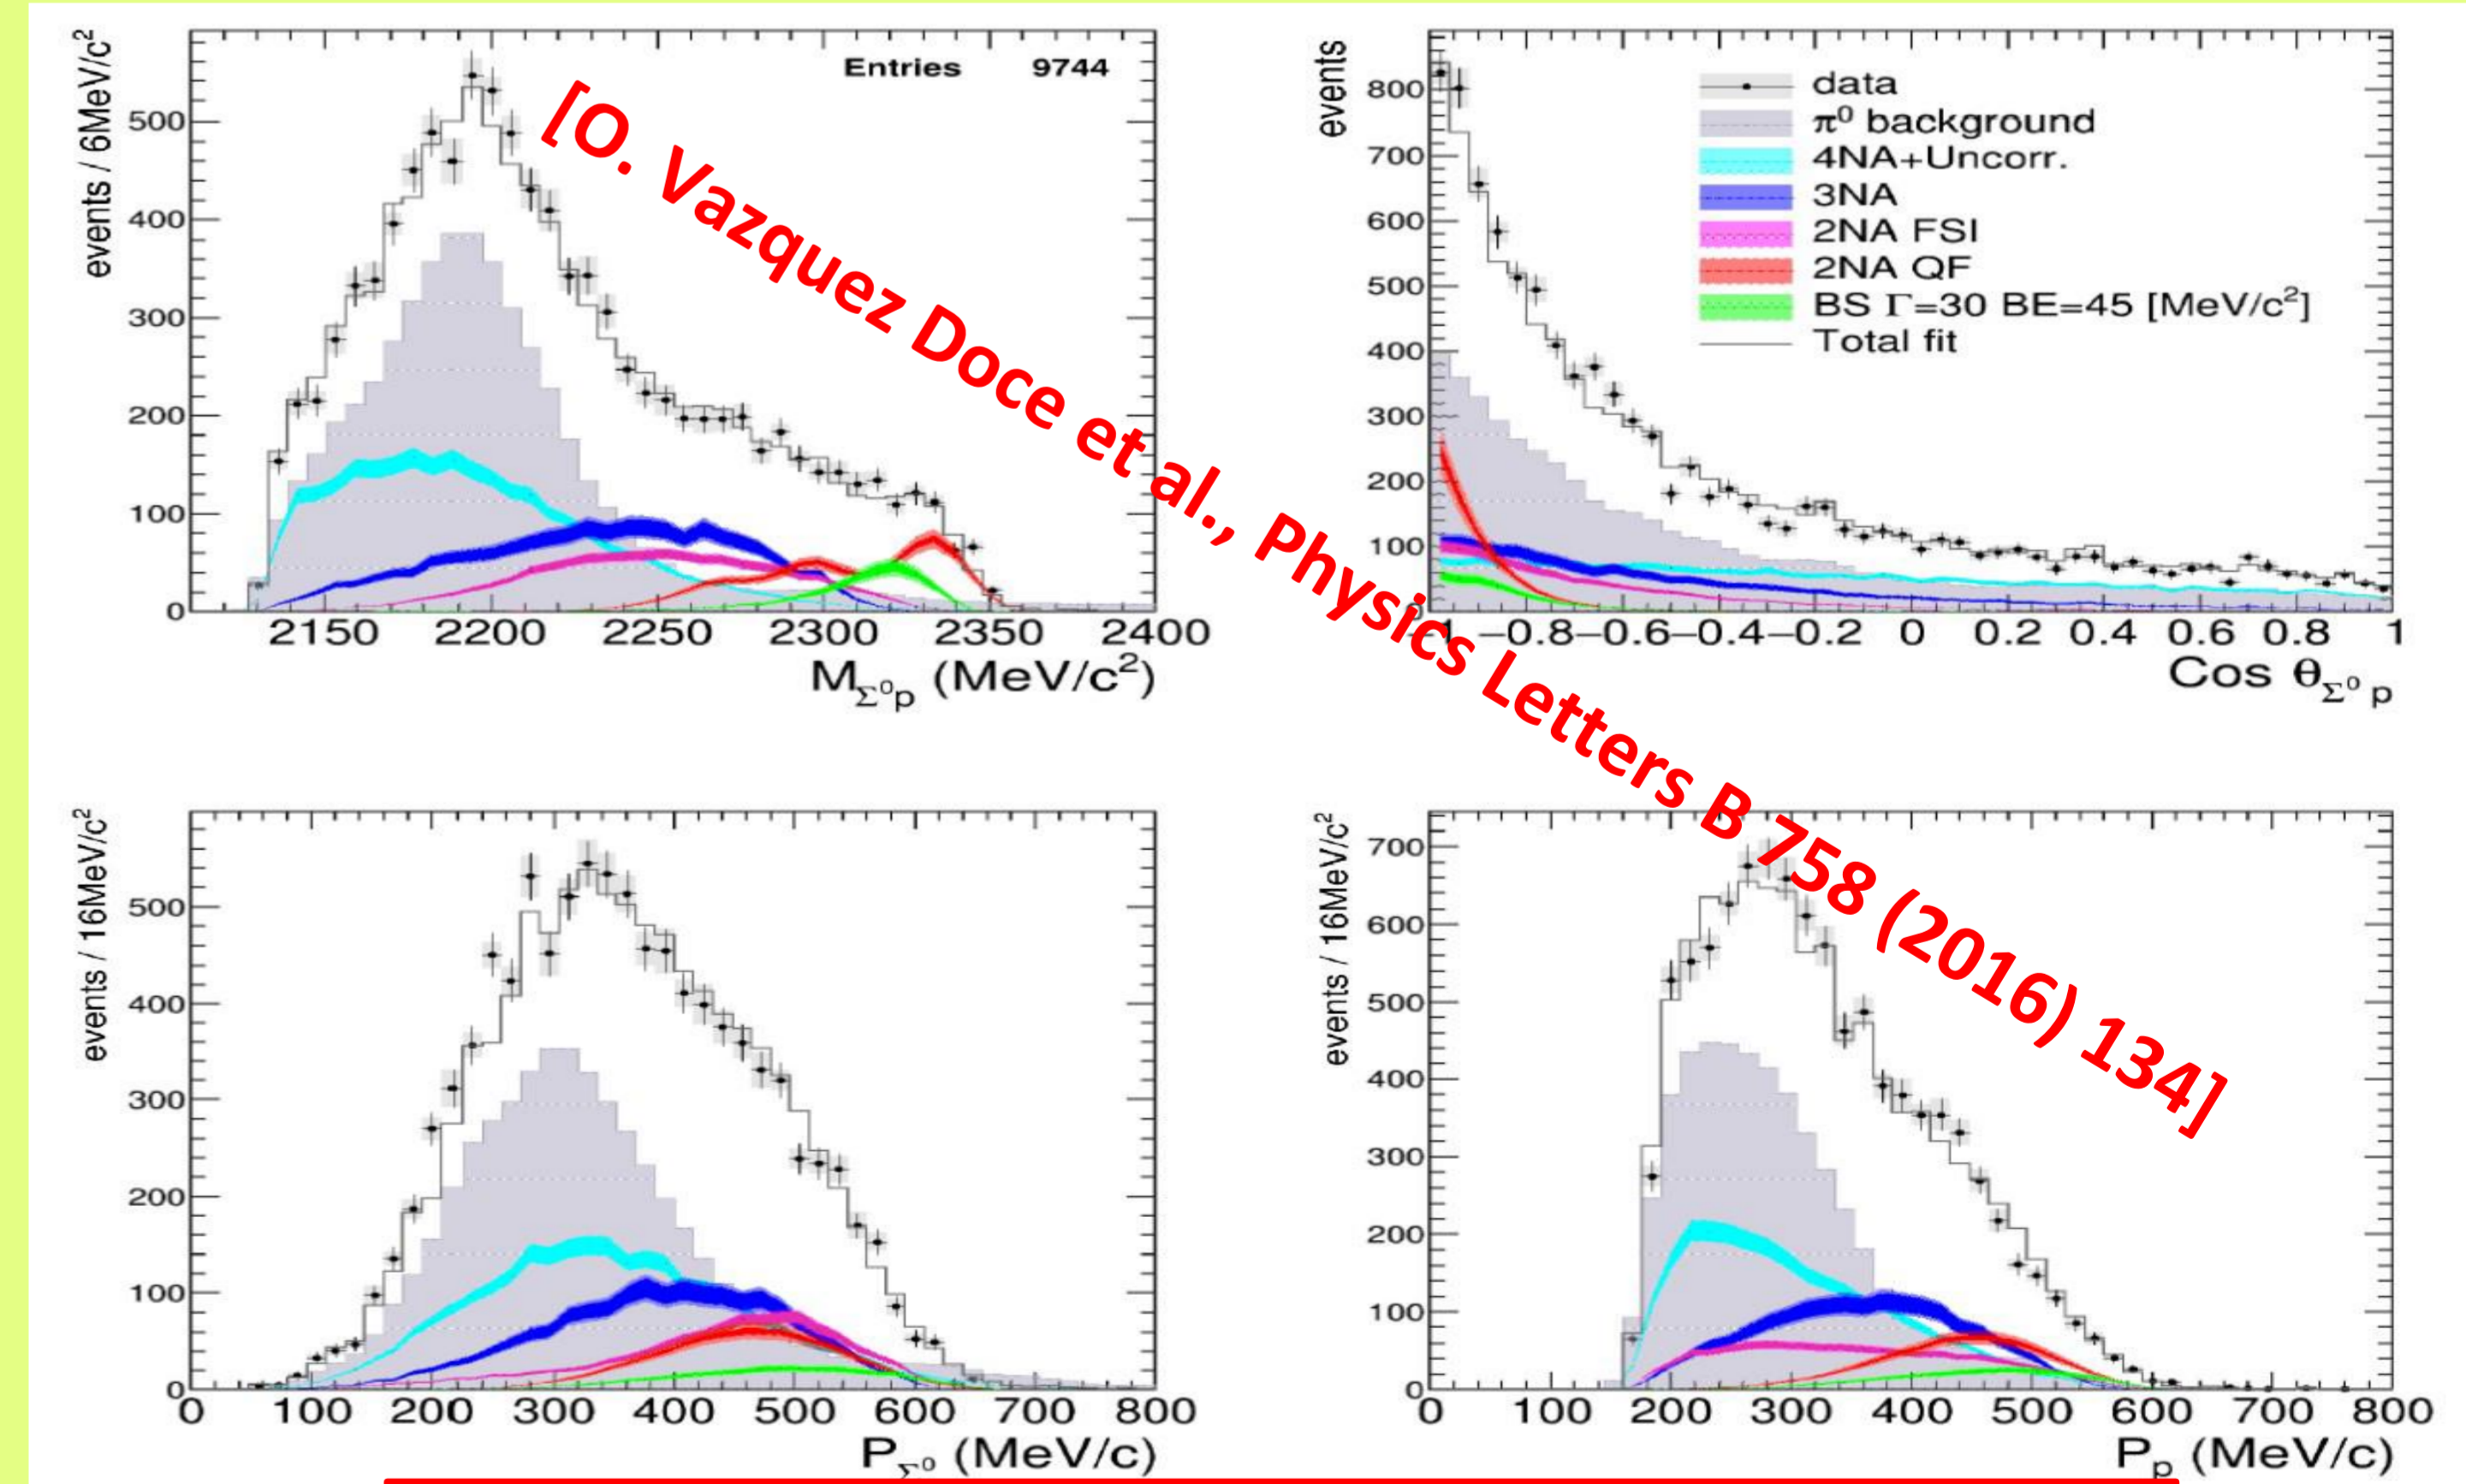 events / 6MeV/c²
Entries 9744
500
400
300
200
100
0
2150 2200 2250 2300 2350 2400
M_Σ⁰p (MeV/c²)
events
800
700
600
500
400
300
200
100
data
π⁰ background
4NA+Uncorr.
3NA
2NA FSI
2NA QF
BS Γ=30 BE=45 [MeV/c²]
Total fit
−0.8 −0.6 −0.4 −0.2 0 0.2 0.4 0.6 0.8 1
Cos θ_Σ⁰ p
[O. Vazquez Doce et al., Physics Letters B 758 (2016) 134]
events / 16MeV/c²
500
400
300
200
100
0
0 100 200 300 400 500 600 700 800
P_Σ⁰ (MeV/c)
events / 16MeV/c²
700
600
500
400
300
200
100
0
0 100 200 300 400 500 600 700 800
P_p (MeV/c)